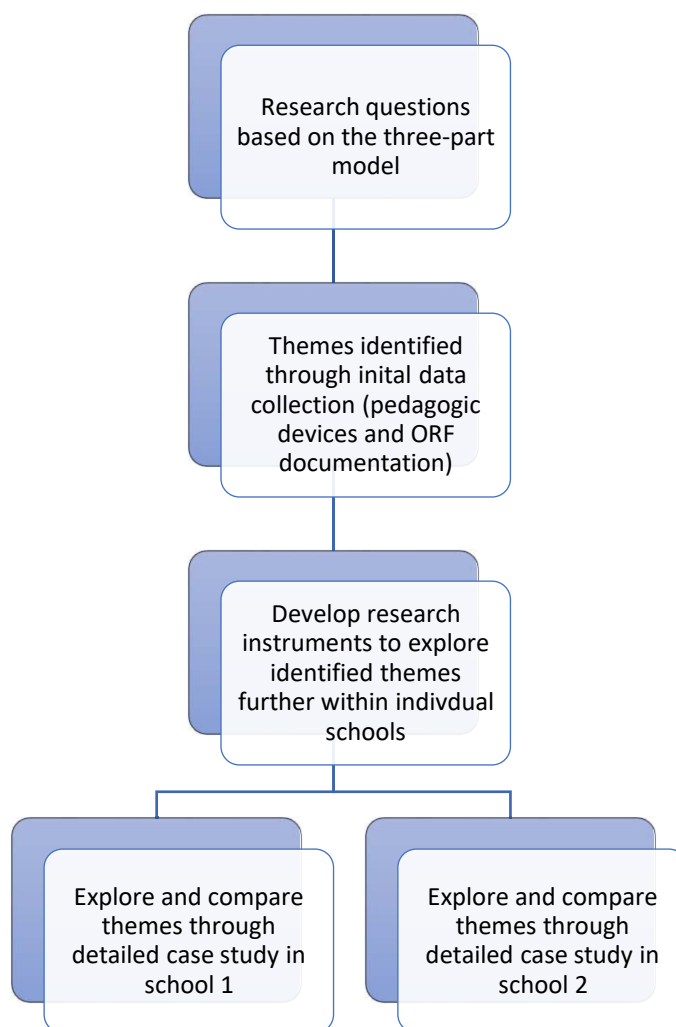 Research questions
based on the three-part
model
Themes identified
through inital data
collection (pedagogic
devices and ORF
documentation)
Develop research
instruments to explore
identified themes
further within indivdual
schools
Explore and compare
themes through
detailed case study in
school 1
Explore and compare
themes through
detailed case study in
school 2